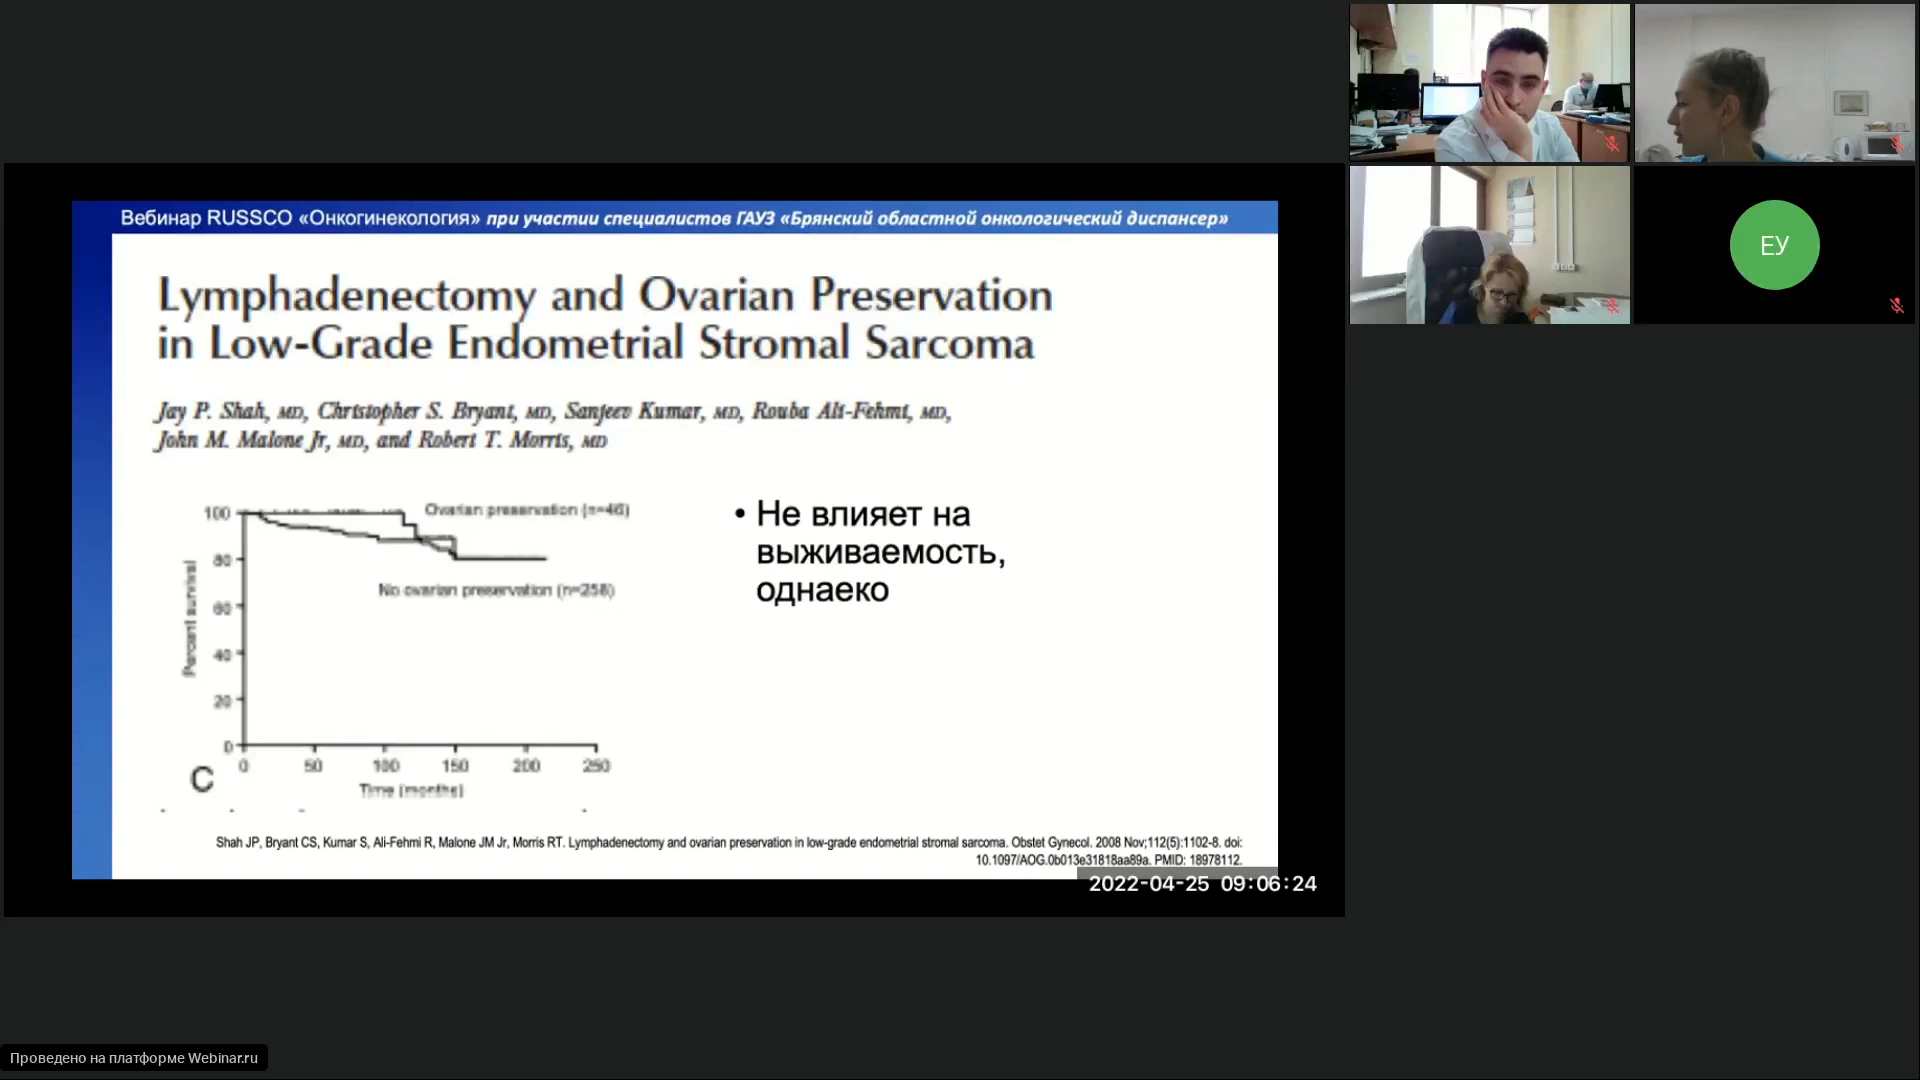 Вебинар RUSSCO «Онкогинекология» при участии специалистов ГАУЗ «Брянский областной онкологический диспансер»
Lymphadenectomy and Ovarian Preservation
in Low-Grade Endometrial Stromal Sarcoma
Jay P. Shah, MD, Christopher S. Bryant, MD, Sanjeev Kumar, MD, Rouba Ali-Fehmi, MD,
John M. Malone Jr, MD, and Robert T. Morris, MD
Ovarian preservation (n=46)
No ovarian preservation (n=258)
Percent survival
100
80
60
40
20
0
0 50 100 150 200 250
Time (months)
C
• Не влияет на
выживаемость,
однаеко
Shah JP, Bryant CS, Kumar S, Ali-Fehmi R, Malone JM Jr, Morris RT. Lymphadenectomy and ovarian preservation in low-grade endometrial stromal sarcoma. Obstet Gynecol. 2008 Nov;112(5):1102-8. doi:
10.1097/AOG.0b013e31818aa89a. PMID: 18978112.
2022-04-25 09:06:24
ЕУ
Проведено на платформе Webinar.ru